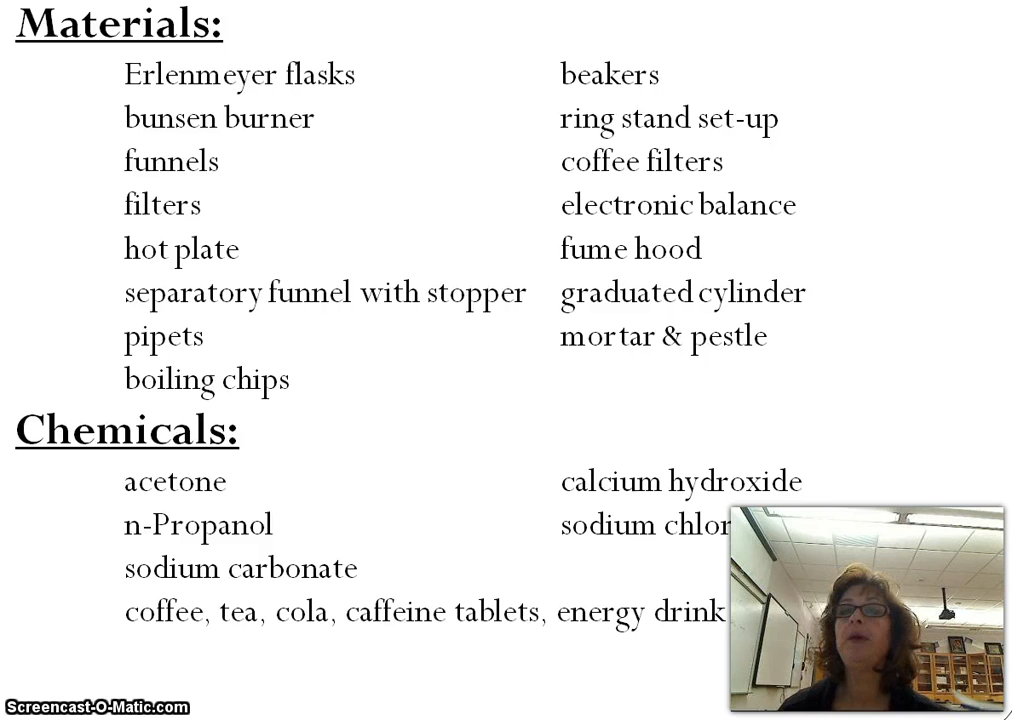 Materials:
Erlenmeyer flasks beakers
bunsen burner ring stand set-up
funnels coffee filters
filters electronic balance
hot plate fume hood
separatory funnel with stopper graduated cylinder
pipets mortar & pestle
boiling chips
Chemicals:
acetone calcium hydroxide
n-Propanol sodium
sodium carbonate
coffee, tea, cola, caffeine tablets, energy drink
Screencast-O-Matic.com